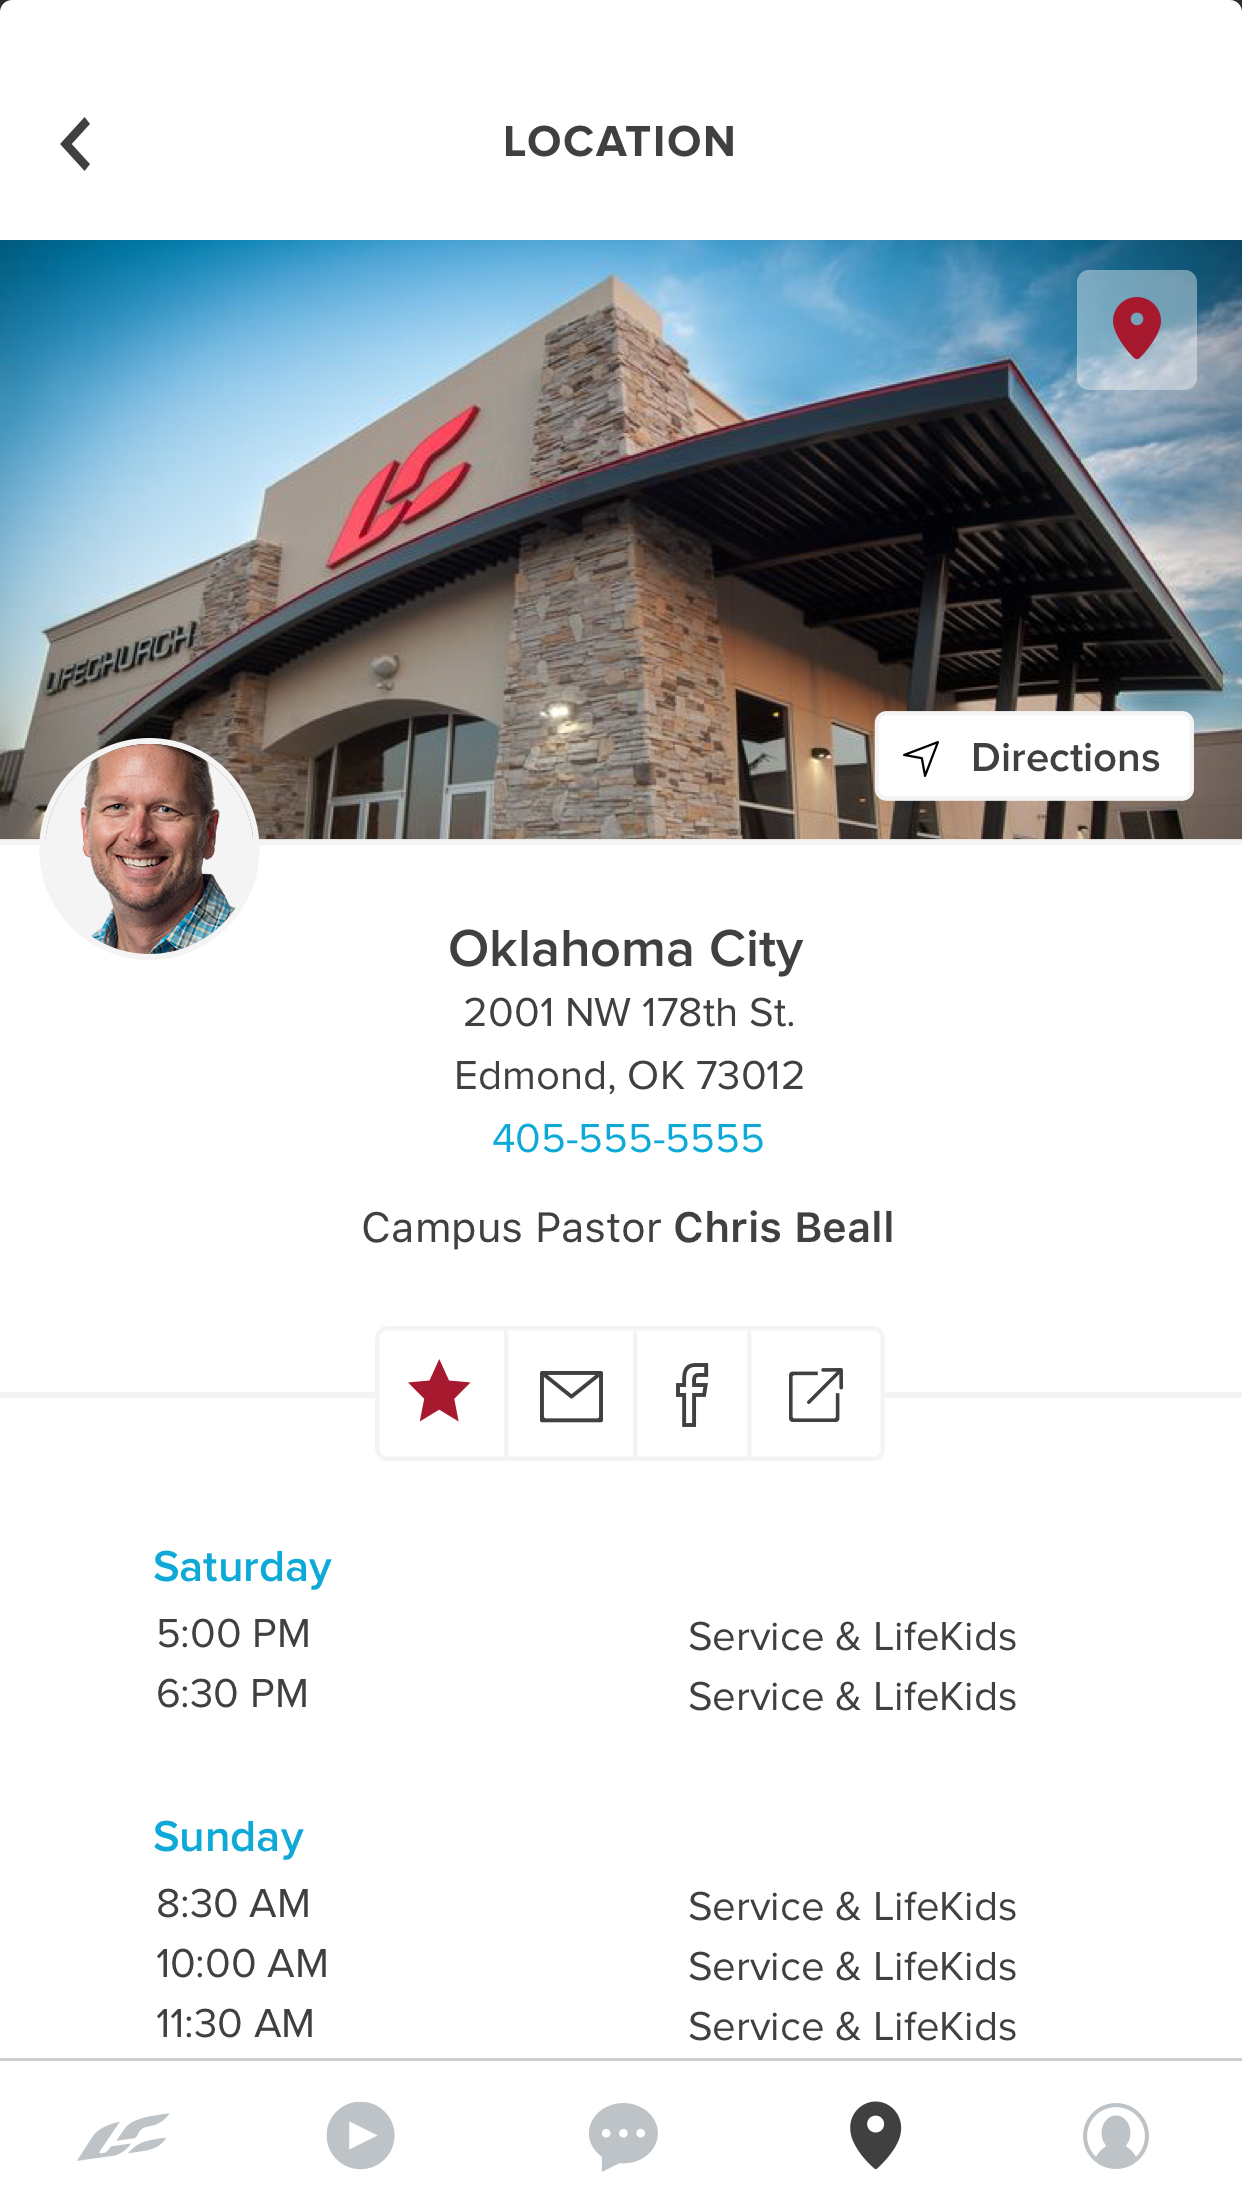 LOCATION
LIFECHURCH
Directions
Oklahoma City
2001 NW 178th St.
Edmond, OK 73012
405-555-5555
Campus Pastor Chris Beall
Saturday
5:00 PM Service & LifeKids
6:30 PM Service & LifeKids
Sunday
8:30 AM Service & LifeKids
10:00 AM Service & LifeKids
11:30 AM Service & LifeKids